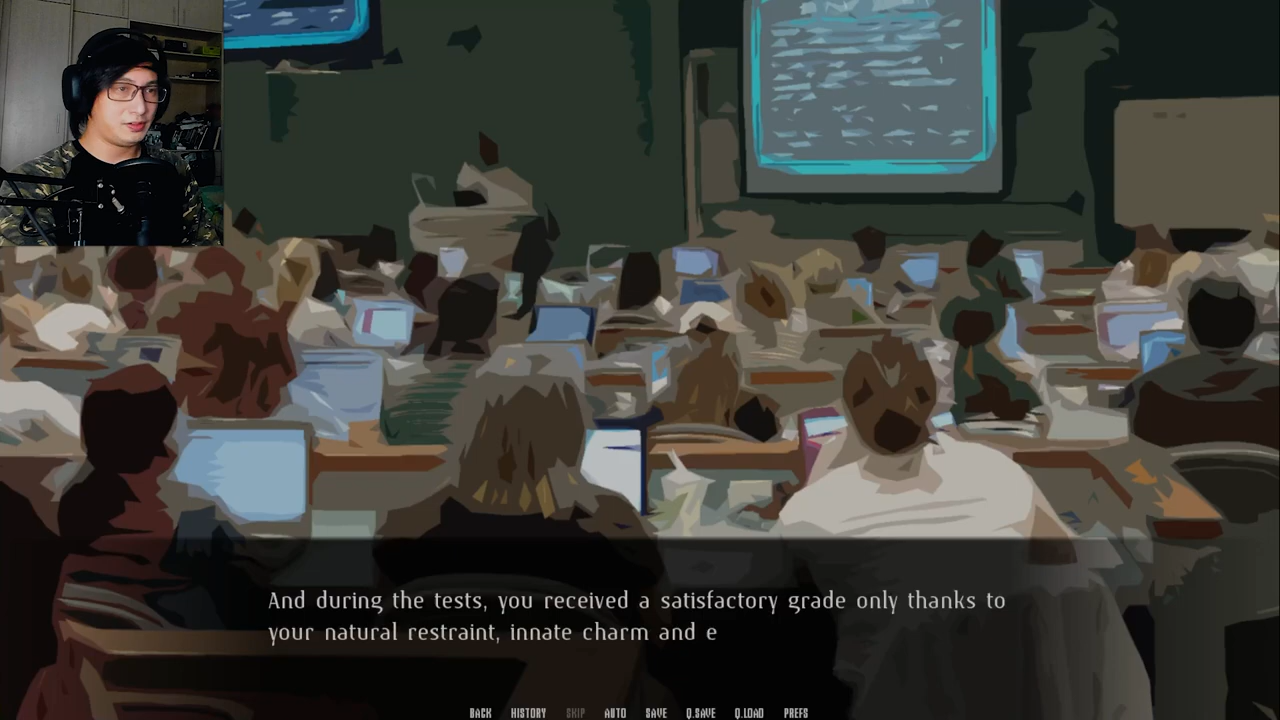 And during the tests, you received a satisfactory grade only thanks to
your natural restraint, innate charm and e
BACK HISTORY SKIP AUTO SAVE Q.SAVE Q.LOAD PREFS